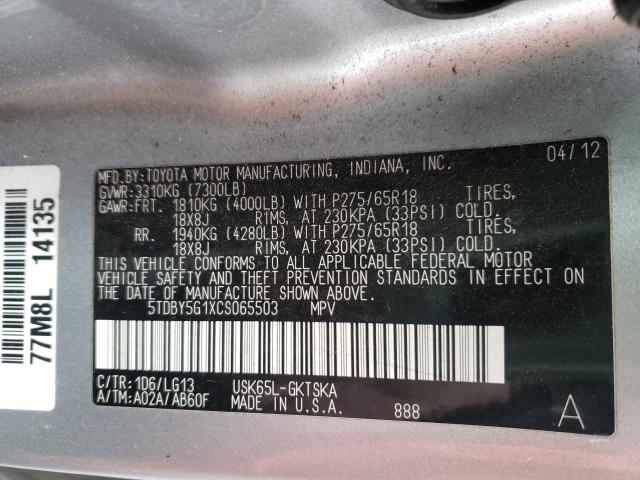 MFD.BY:TOYOTA MOTOR MANUFACTURING, INDIANA, INC. 04/12
GVWR:3310KG (7300LB)
GAWR:FRT. 1810KG (4000LB) WITH P275/65R18 TIRES,
18X8J RIMS, AT 230KPA (33PSI) COLD.
RR. 1940KG (4280LB) WITH P275/65R18 TIRES,
18X8J RIMS, AT 230KPA (33PSI) COLD.
THIS VEHICLE CONFORMS TO ALL APPLICABLE FEDERAL MOTOR
VEHICLE SAFETY AND THEFT PREVENTION STANDARDS IN EFFECT ON
THE DATE OF MANUFACTURE SHOWN ABOVE.
5TDBY5G1XCS065503 MPV
C/TR:1D6/LG13 USK65L-GKTSKA
A/TM:A02A/AB60F MADE IN U.S.A. 888 A
77M8L 14135